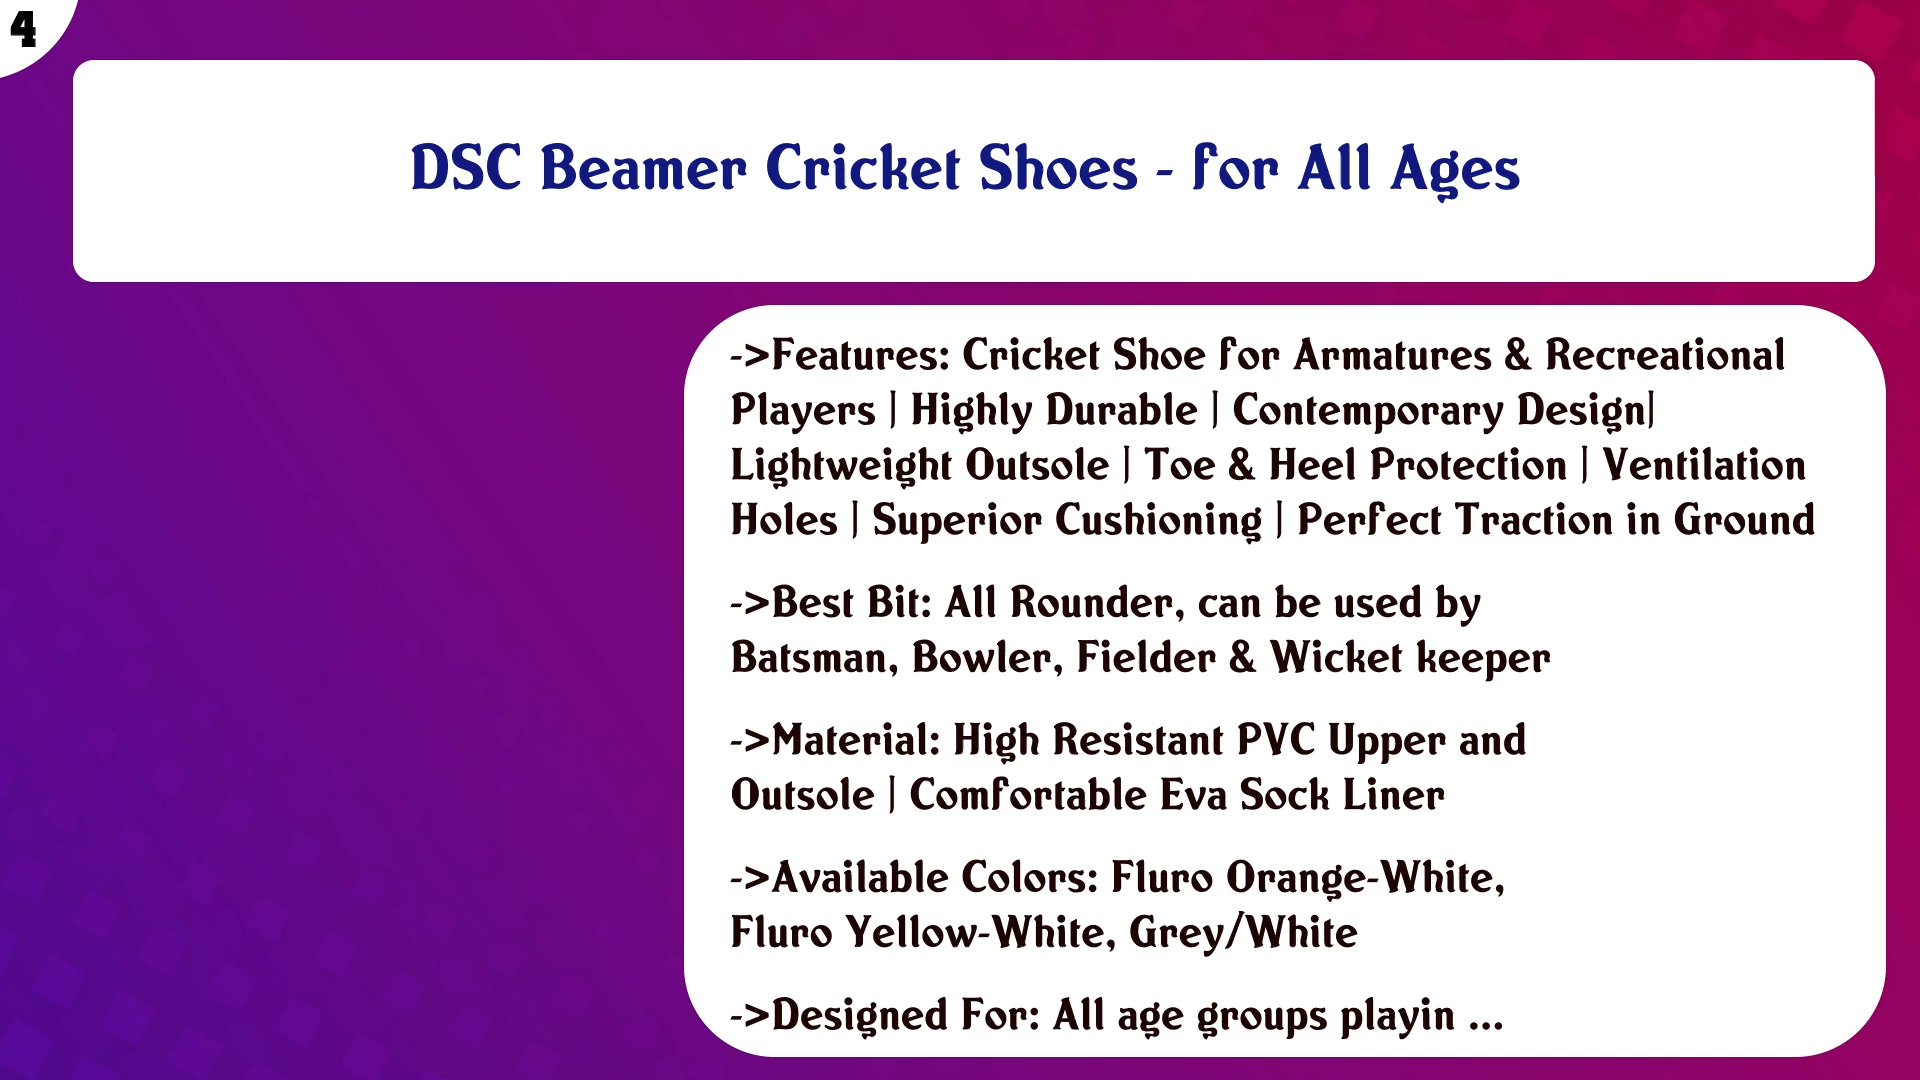 4
DSC Beamer Cricket Shoes - for All Ages
->Features: Cricket Shoe for Armatures & Recreational
Players | Highly Durable | Contemporary Design|
Lightweight Outsole | Toe & Heel Protection | Ventilation
Holes | Superior Cushioning | Perfect Traction in Ground
->Best Bit: All Rounder, can be used by
Batsman, Bowler, Fielder & Wicket keeper
->Material: High Resistant PVC Upper and
Outsole | Comfortable Eva Sock Liner
->Available Colors: Fluro Orange-White,
Fluro Yellow-White, Grey/White
->Designed For: All age groups playin ...